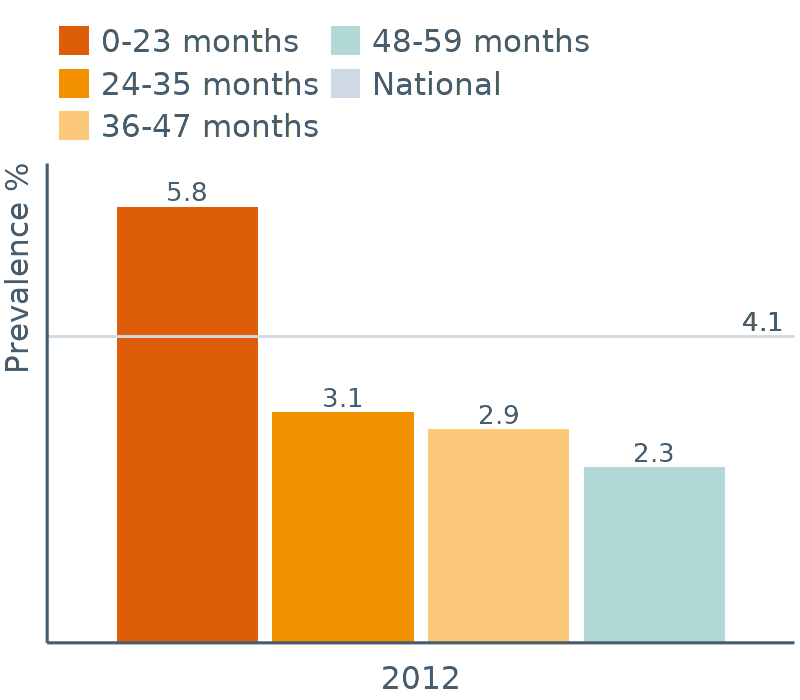 0-23 months
24-35 months
36-47 months
48-59 months
National
Prevalence %
5.8
3.1
2.9
2.3
4.1
2012